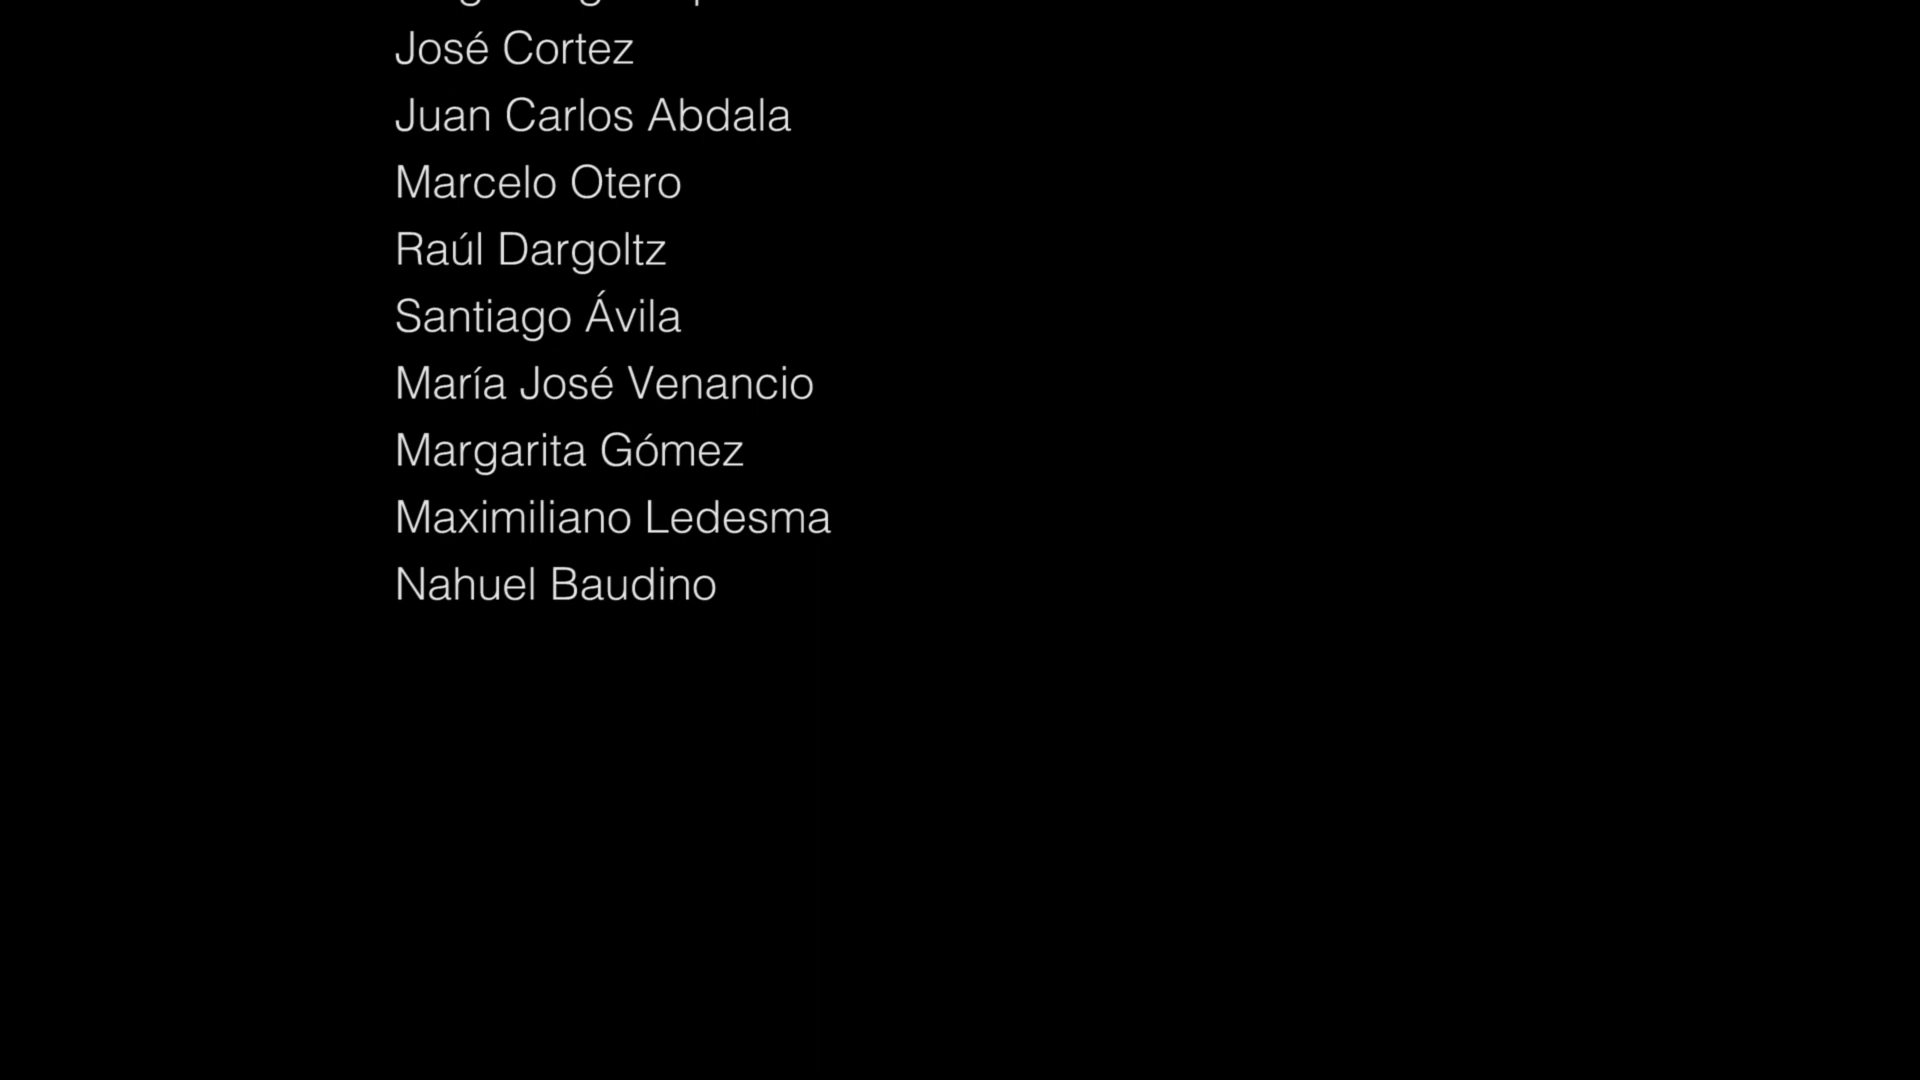 José Cortez
Juan Carlos Abdala
Marcelo Otero
Raúl Dargoltz
Santiago Ávila
María José Venancio
Margarita Gómez
Maximiliano Ledesma
Nahuel Baudino